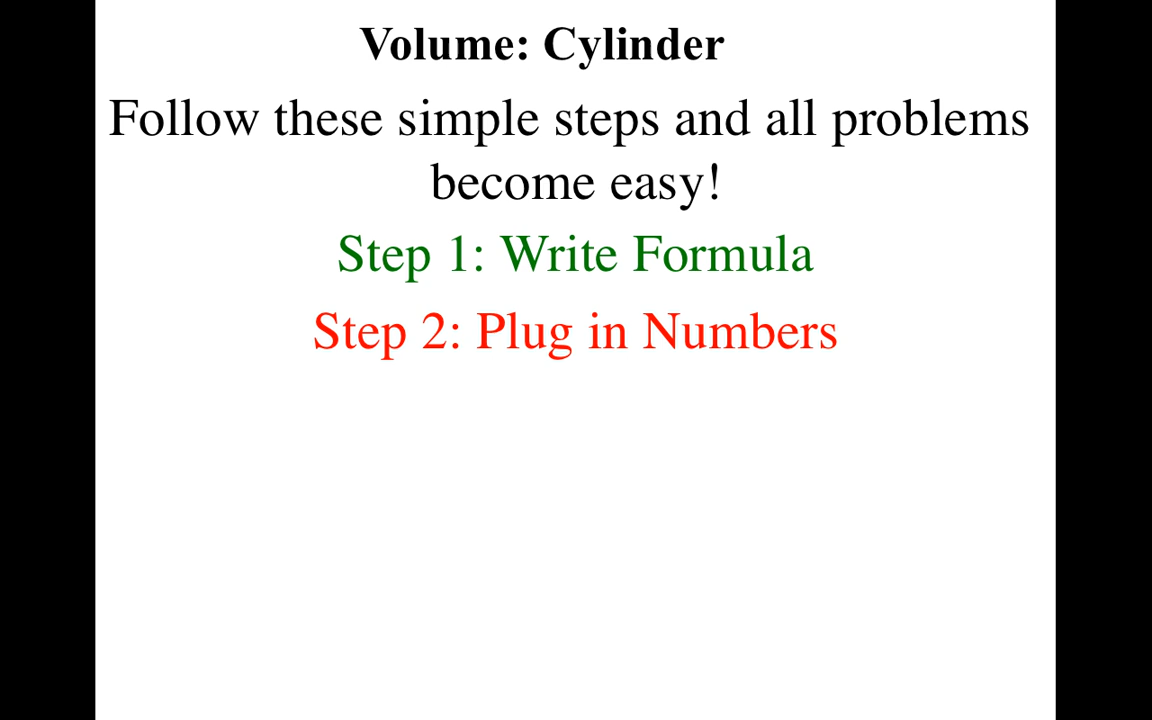 Volume: Cylinder
Follow these simple steps and all problems
become easy!
Step 1: Write Formula
Step 2: Plug in Numbers